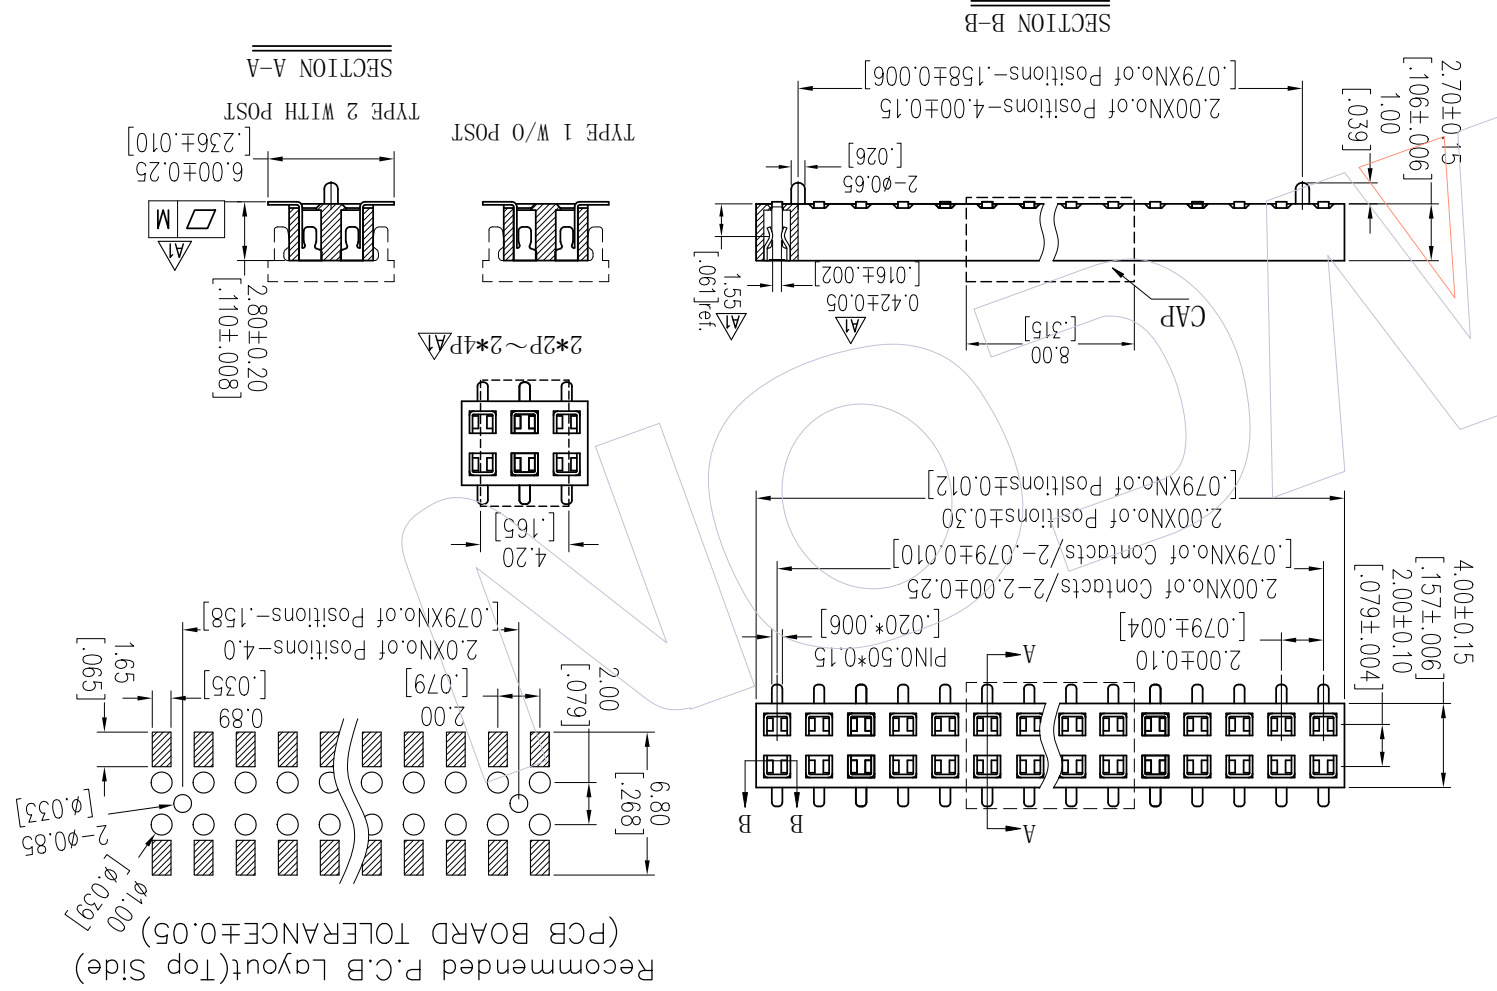 Recommended P.C.B Layout(Top Side)
(PCB BOARD TOLERANCE±0.05)
ø1.00
[ø.039]
2-ø0.85
[ø.033]
6.80
[.268]
2.00
[.079]
2.00
[.079]
0.89
[.035]
1.65
[.065]
2.0XNo.of Positions-4.0
[.079XNo.of Positions-.158]
A
A
B
B
4.00±0.15
[.157±.006]
2.00±0.10
[.079±.004]
2.00±0.10
[.079±.004]
PIN0.50*0.15
[.020*.006]
2.00XNo.of Contacts/2-2.00±0.25
[.079XNo.of Contacts/2-.079±0.010]
2.00XNo.of Positions±0.30
[.079XNo.of Positions±0.012]
4.20
[.165]
2*2P~2*4P
A1
8.00
[.315]
CAP
0.42±0.05
[.016±.002]
A1
1.55
[.061]ref.
A1
2-ø0.65
[.026]
2.70±0.15
[.106±.006]
1.00
[.039]
2.00XNo.of Positions-4.00±0.15
[.079XNo.of Positions-.158±0.006]
SECTION B-B
2.80±0.20
[.110±.008]
A1
M
6.00±0.25
[.236±.010]
TYPE 1 W/O POST
TYPE 2 WITH POST
SECTION A-A
WCON